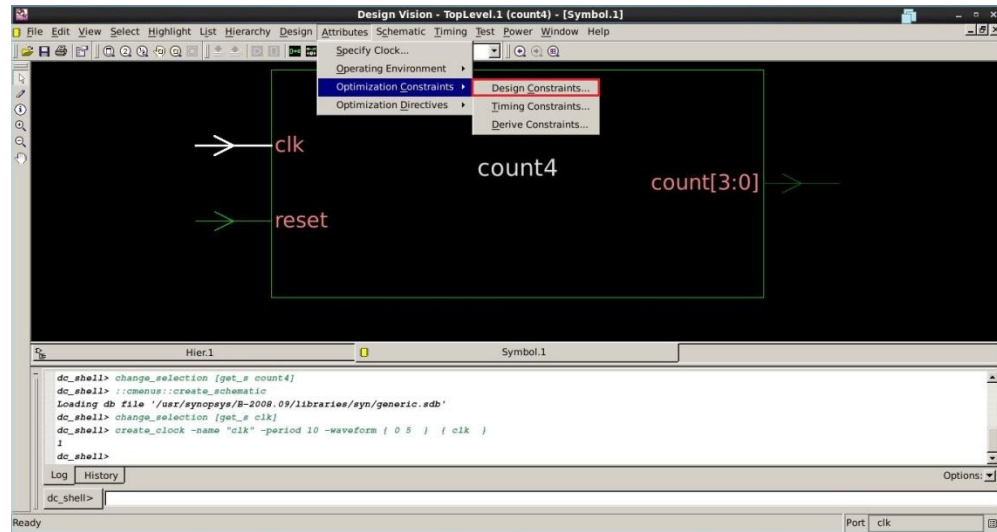 Design Vision - TopLevel.1 (count4) - [Symbol.1]
File Edit View Select Highlight List Hierarchy Design Attributes Schematic Timing Test Power Window Help
Specify Clock...
Operating Environment
Optimization Constraints
Optimization Directives
Design Constraints...
Timing Constraints...
Derive Constraints...
clk
count4
count[3:0]
reset
Hier.1
Symbol.1
dc_shell> change_selection [get_s count4]
dc_shell> ::cmenus::create_schematic
Loading db file '/usr/synopsys/B-2008.09/libraries/syn/generic.sdb'
dc_shell> change_selection [get_s clk]
dc_shell> create_clock -name "clk" -period 10 -waveform { 0 5 } { clk }
1
dc_shell>
Log History
Options:
dc_shell>
Ready
Port clk